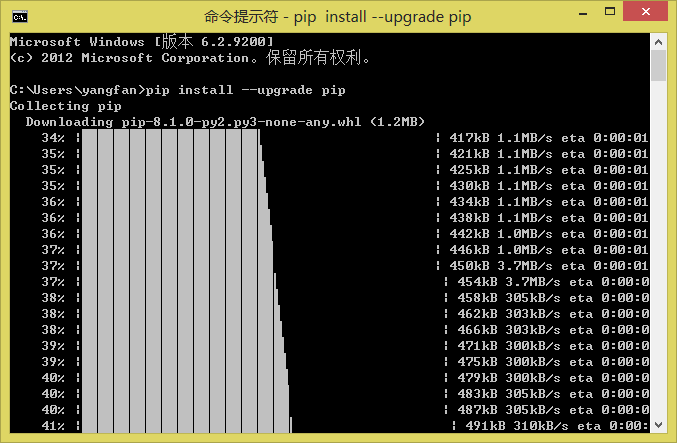 命令提示符 - pip install --upgrade pip
Microsoft Windows [版本 6.2.9200]
(c) 2012 Microsoft Corporation。保留所有权利。
C:\Users\yangfan>pip install --upgrade pip
Collecting pip
Downloading pip-8.1.0-py2.py3-none-any.whl (1.2MB)
34% | | 417kB 1.1MB/s eta 0:00:01
35% | | 421kB 1.1MB/s eta 0:00:01
35% | | 425kB 1.1MB/s eta 0:00:01
35% | | 430kB 1.1MB/s eta 0:00:01
36% | | 434kB 1.1MB/s eta 0:00:01
36% | | 438kB 1.1MB/s eta 0:00:01
36% | | 442kB 1.0MB/s eta 0:00:01
37% | | 446kB 1.0MB/s eta 0:00:01
37% | | 450kB 3.7MB/s eta 0:00:01
37% | | 454kB 3.7MB/s eta 0:00:0
38% | | 458kB 305kB/s eta 0:00:0
38% | | 462kB 303kB/s eta 0:00:0
38% | | 466kB 303kB/s eta 0:00:0
39% | | 471kB 300kB/s eta 0:00:0
39% | | 475kB 300kB/s eta 0:00:0
40% | | 479kB 300kB/s eta 0:00:0
40% | | 483kB 305kB/s eta 0:00:0
40% | | 487kB 305kB/s eta 0:00:0
41% | | 491kB 310kB/s eta 0:00: